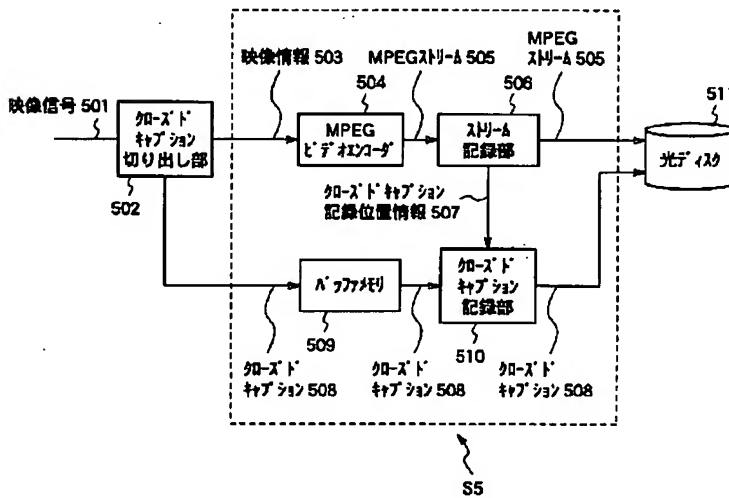 映像信号 501
クローズド
キャプション
切り出し部
502
映像情報 503
504
MPEG
ビデオエンコーダ
MPEGストリーム 505
506
ストリーム
記録部
MPEG
ストリーム 505
511
光ディスク
クローズド キャプション
記録位置情報 507
バッファメモリ
509
クローズド
キャプション
記録部
510
クローズド
キャプション 508
クローズド
キャプション 508
クローズド
キャプション 508
S5